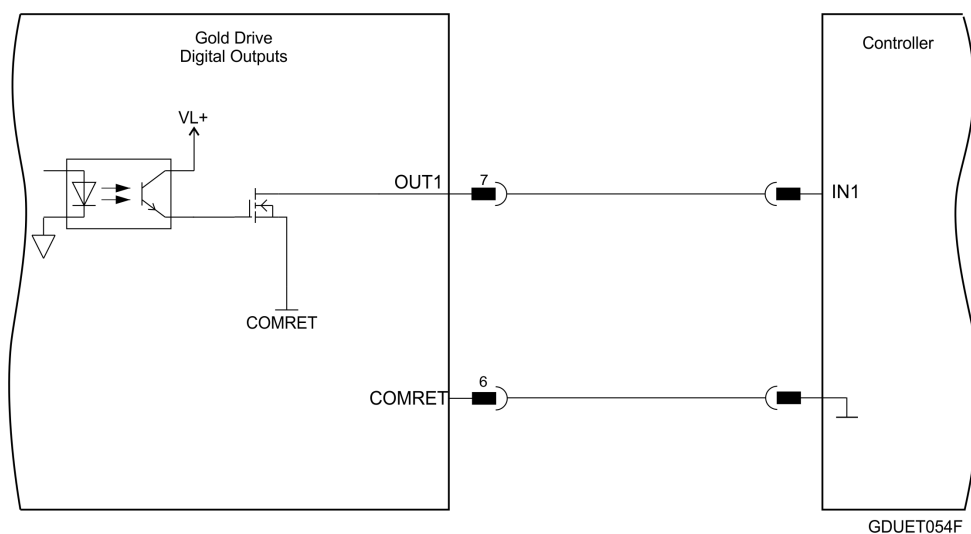 Gold Drive
Digital Outputs
Controller
VL+
OUT1
7
IN1
COMRET
COMRET
6
GDUET054F